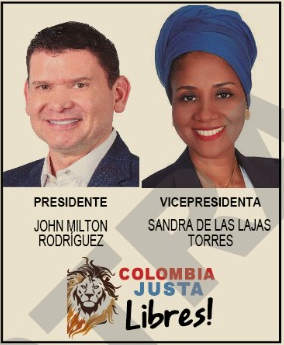 PRESIDENTE
VICEPRESIDENTA
JOHN MILTON
RODRÍGUEZ
SANDRA DE LAS LAJAS
TORRES
COLOMBIA
JUSTA
Libres!